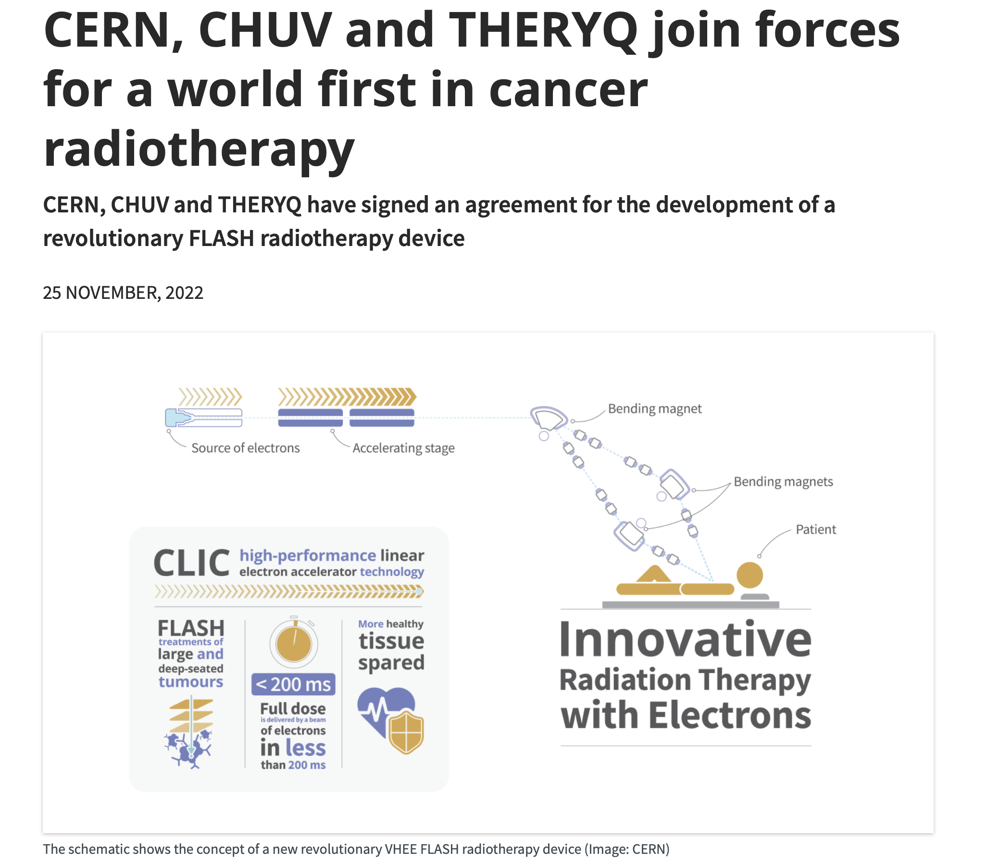 CERN, CHUV and THERYQ join forces
for a world first in cancer
radiotherapy
CERN, CHUV and THERYQ have signed an agreement for the development of a
revolutionary FLASH radiotherapy device
25 NOVEMBER, 2022
Source of electrons
Accelerating stage
Bending magnet
Bending magnets
Patient
CLIC high-performance linear
electron accelerator technology
FLASH
treatments of
large and
deep-seated
tumours
< 200 ms
Full dose
is delivered by a beam
of electrons
in less
than 200 ms
More healthy
tissue
spared
Innovative
Radiation Therapy
with Electrons
The schematic shows the concept of a new revolutionary VHEE FLASH radiotherapy device (Image: CERN)